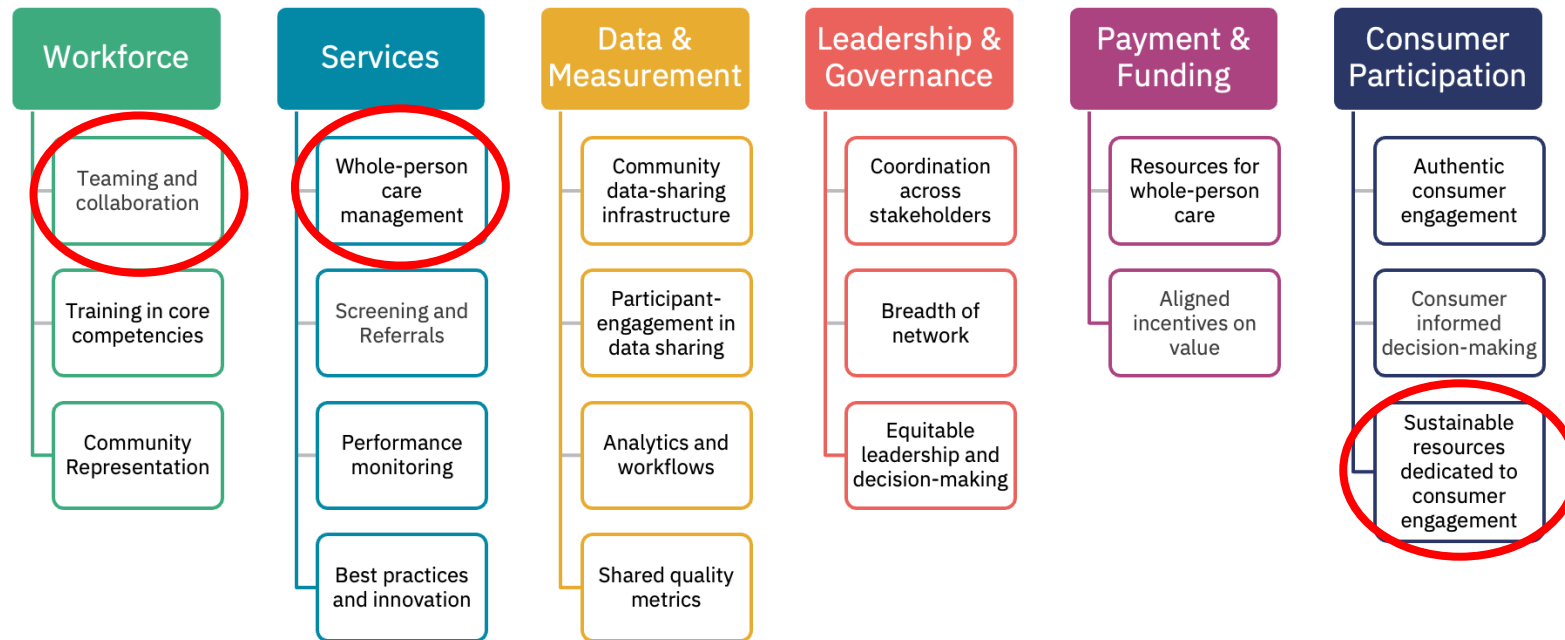 Workforce
Teaming and
collaboration
Training in core
competencies
Community
Representation
Services
Whole-person
care
management
Screening and
Referrals
Performance
monitoring
Best practices
and innovation
Data &
Measurement
Community
data-sharing
infrastructure
Participant-
engagement in
data sharing
Analytics and
workflows
Shared quality
metrics
Leadership &
Governance
Coordination
across
stakeholders
Breadth of
network
Equitable
leadership and
decision-making
Payment &
Funding
Resources for
whole-person
care
Aligned
incentives on
value
Consumer
Participation
Authentic
consumer
engagement
Consumer
informed
decision-making
Sustainable
resources
dedicated to
consumer
engagement